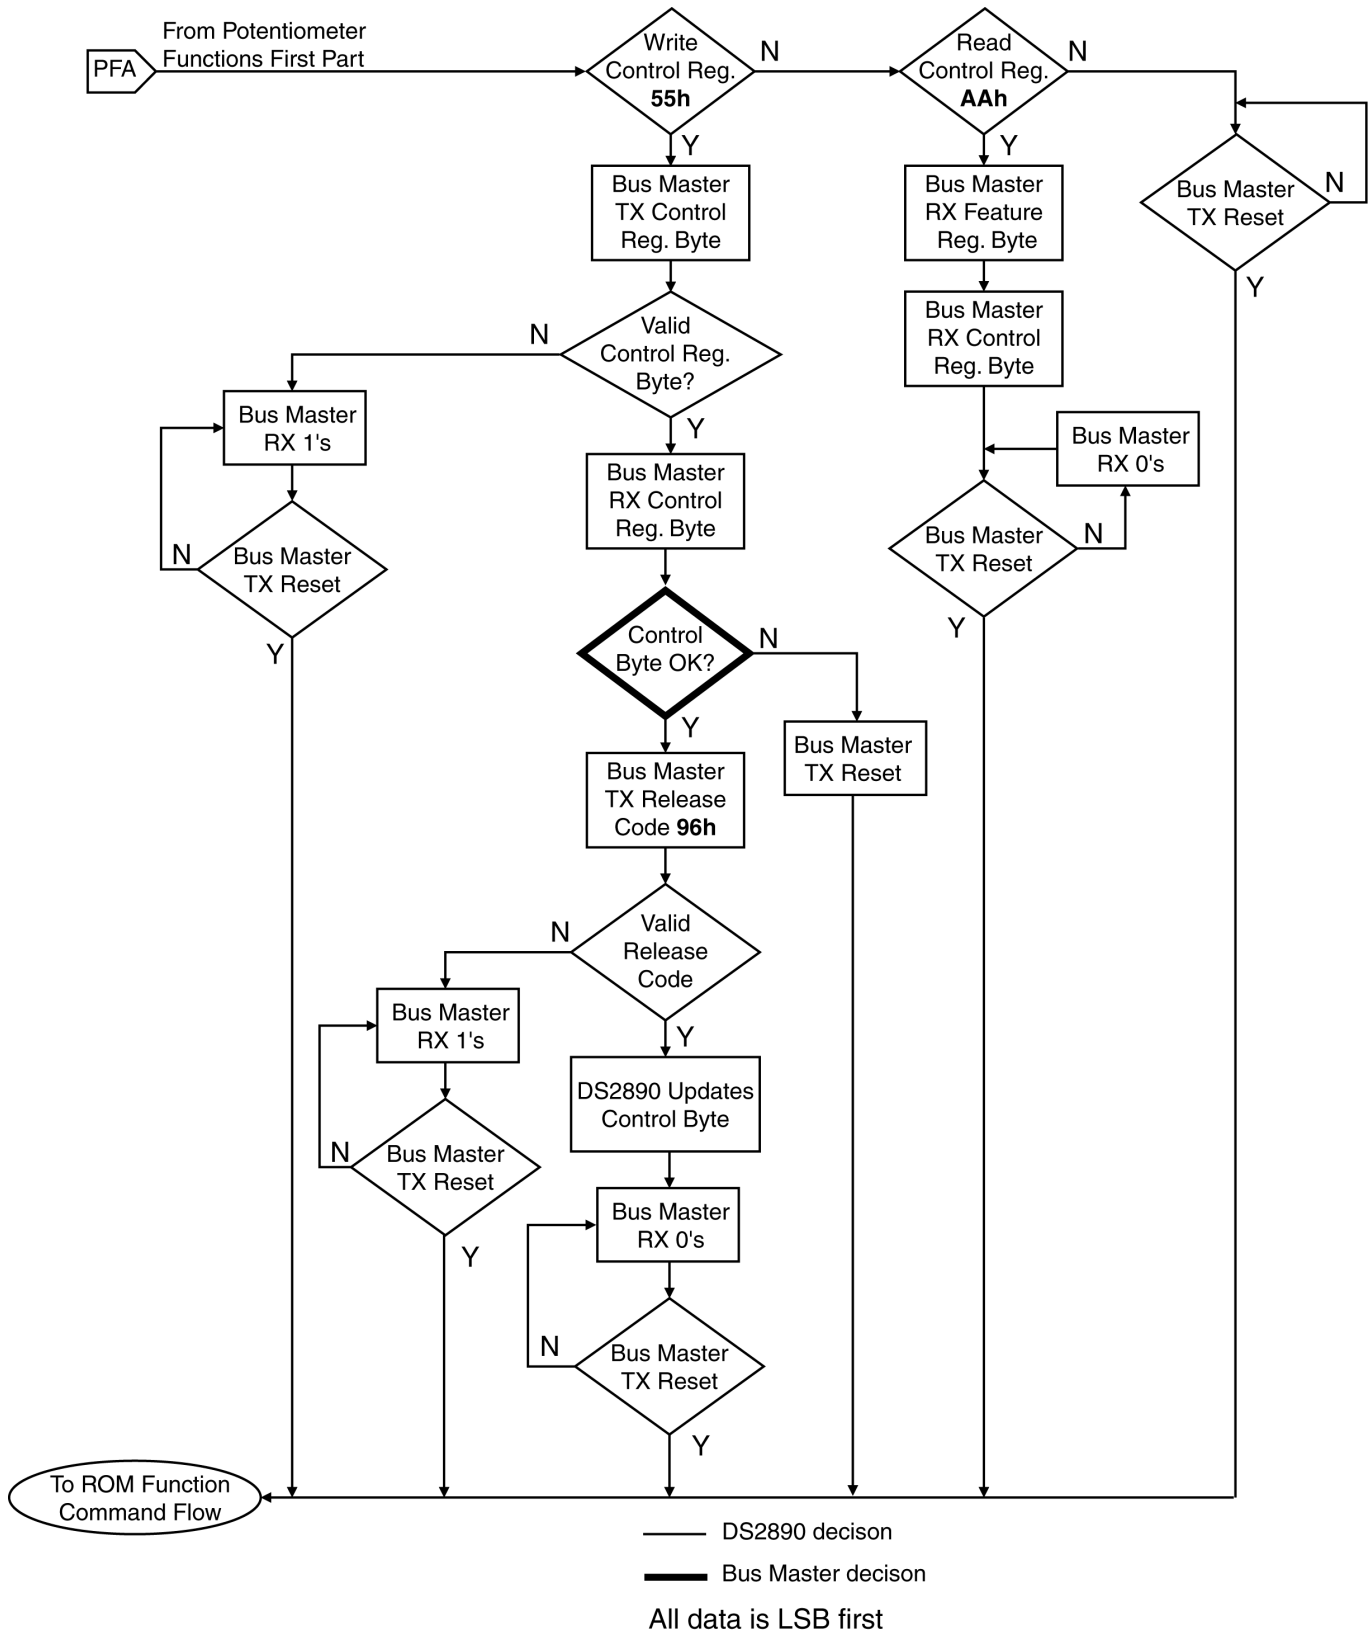 From Potentiometer
Functions First Part
PFA
Write
Control Reg.
55h
N
Y
Read
Control Reg.
AAh
N
Y
Bus Master
TX Reset
N
Y
Bus Master
TX Control
Reg. Byte
Bus Master
RX Feature
Reg. Byte
Valid
Control Reg.
Byte?
N
Y
Bus Master
RX Control
Reg. Byte
Bus Master
RX 1's
Bus Master
TX Reset
N
Y
Bus Master
RX Control
Reg. Byte
Bus Master
RX 0's
Bus Master
TX Reset
N
Y
Control
Byte OK?
N
Y
Bus Master
TX Reset
Bus Master
TX Release
Code 96h
Valid
Release
Code
N
Y
Bus Master
RX 1's
Bus Master
TX Reset
N
Y
DS2890 Updates
Control Byte
Bus Master
RX 0's
Bus Master
TX Reset
N
Y
To ROM Function
Command Flow
DS2890 decison
Bus Master decison
All data is LSB first